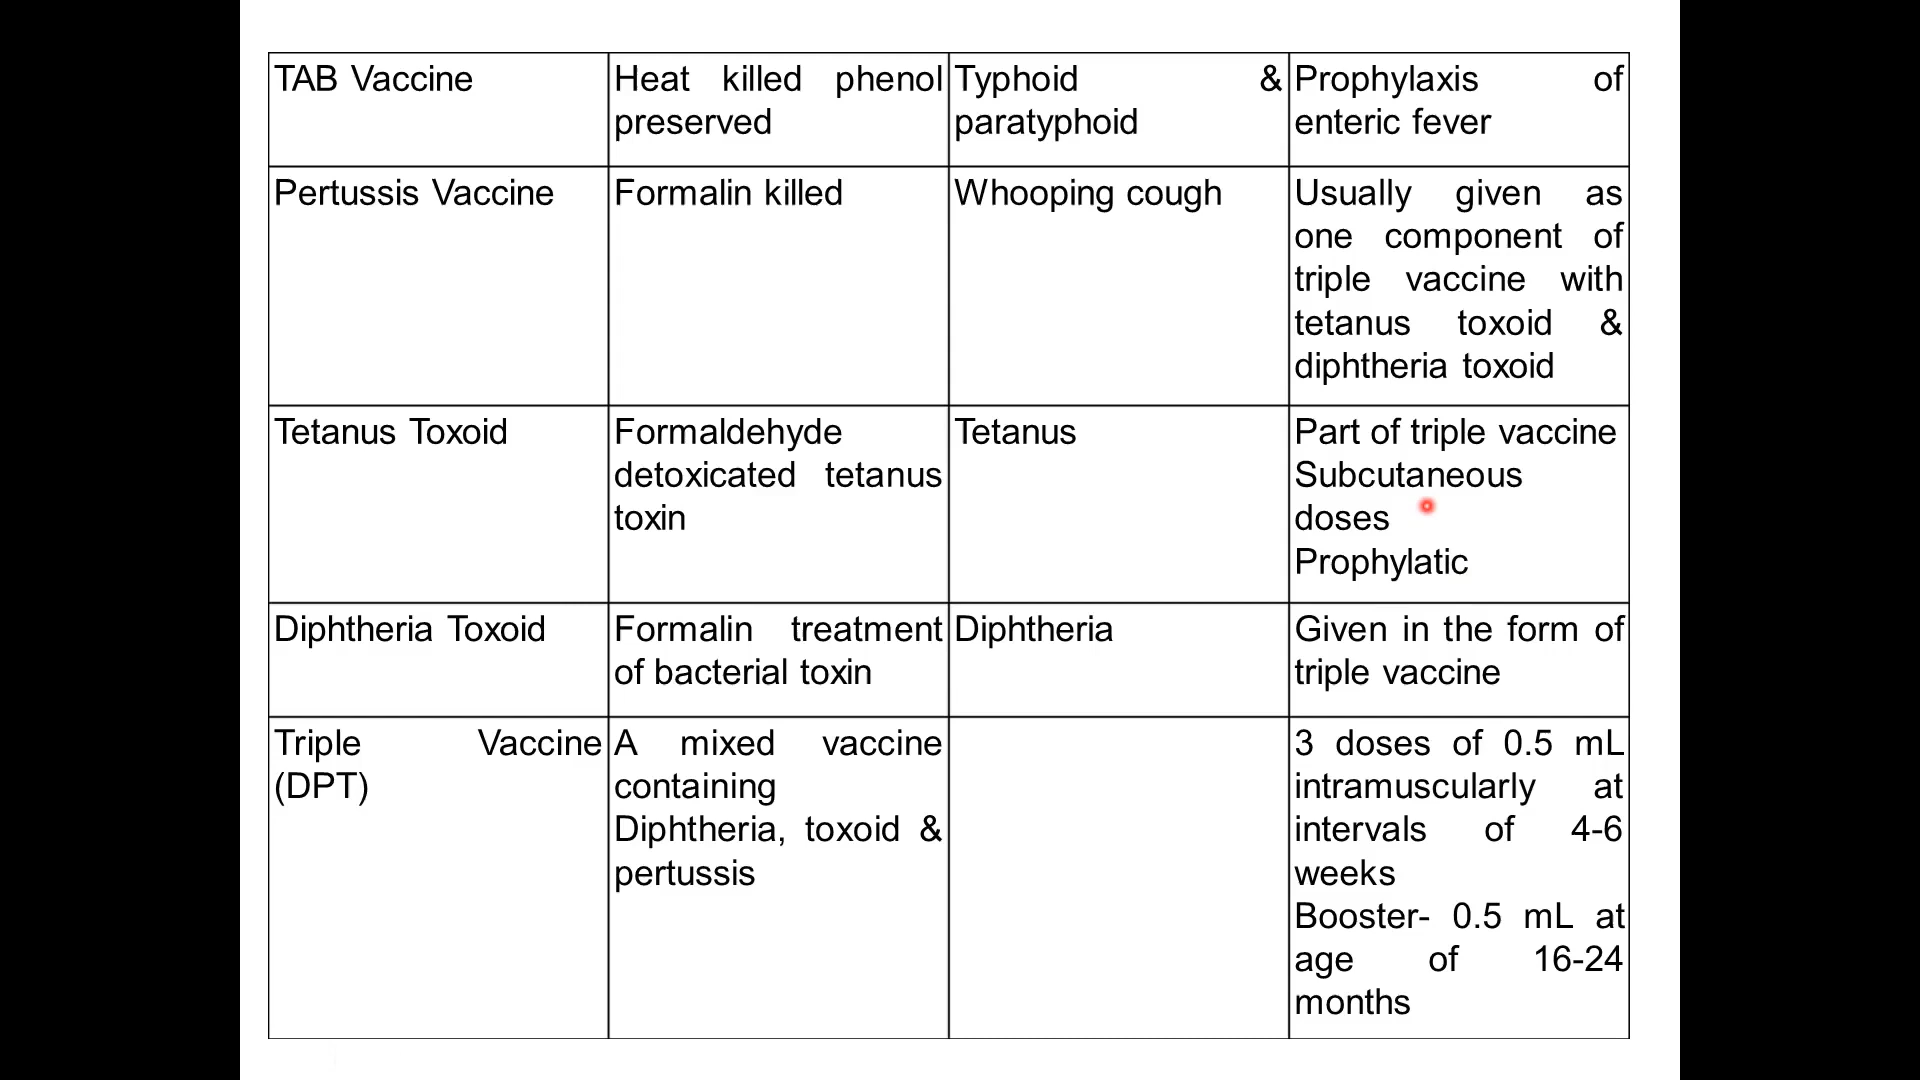 TAB Vaccine
Heat killed phenol
preserved
Typhoid &
paratyphoid
Prophylaxis of
enteric fever
Pertussis Vaccine
Formalin killed
Whooping cough
Usually given as
one component of
triple vaccine with
tetanus toxoid &
diphtheria toxoid
Tetanus Toxoid
Formaldehyde
detoxicated tetanus
toxin
Tetanus
Part of triple vaccine
Subcutaneous
doses
Prophylatic
Diphtheria Toxoid
Formalin treatment
of bacterial toxin
Diphtheria
Given in the form of
triple vaccine
Triple Vaccine
(DPT)
A mixed vaccine
containing
Diphtheria, toxoid &
pertussis
3 doses of 0.5 mL
intramuscularly at
intervals of 4-6
weeks
Booster- 0.5 mL at
age of 16-24
months